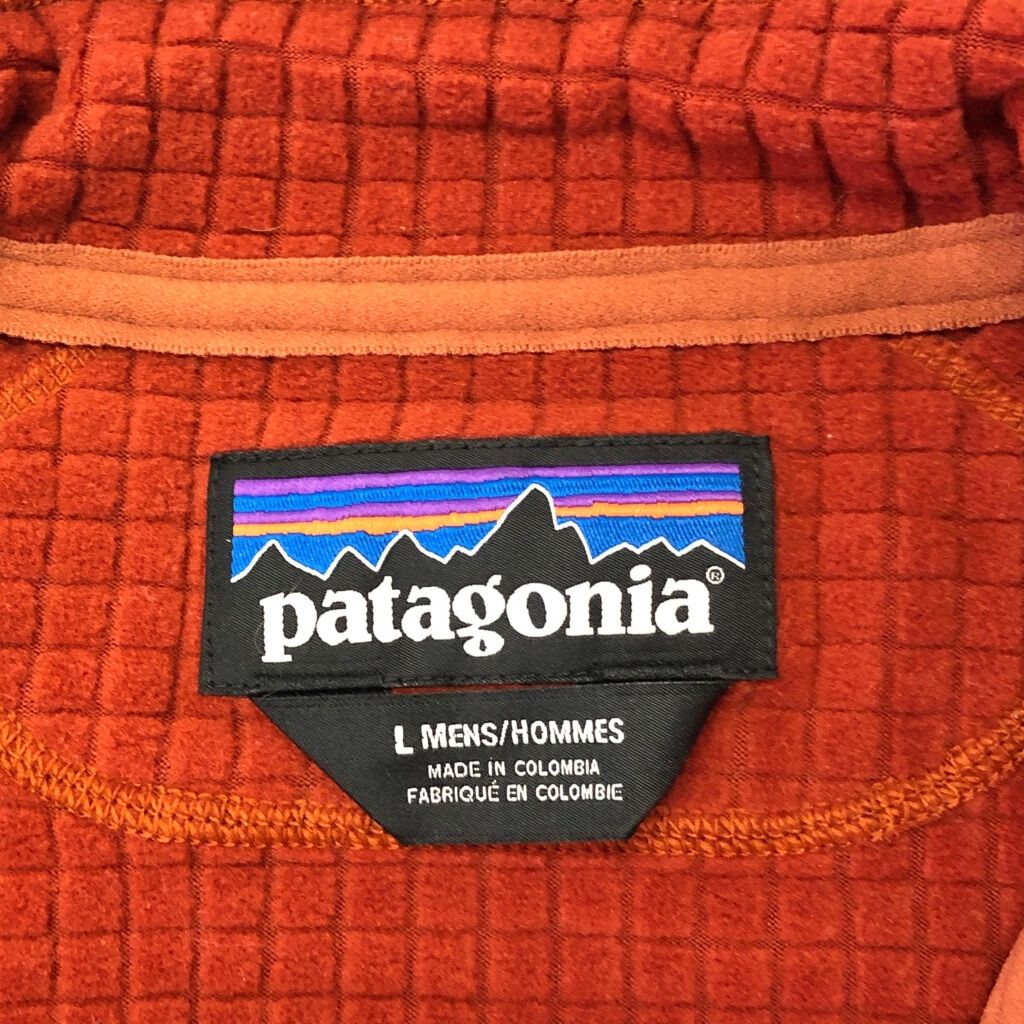 patagonia®
L MENS/HOMMES
MADE IN COLOMBIA
FABRIQUÉ EN COLOMBIE